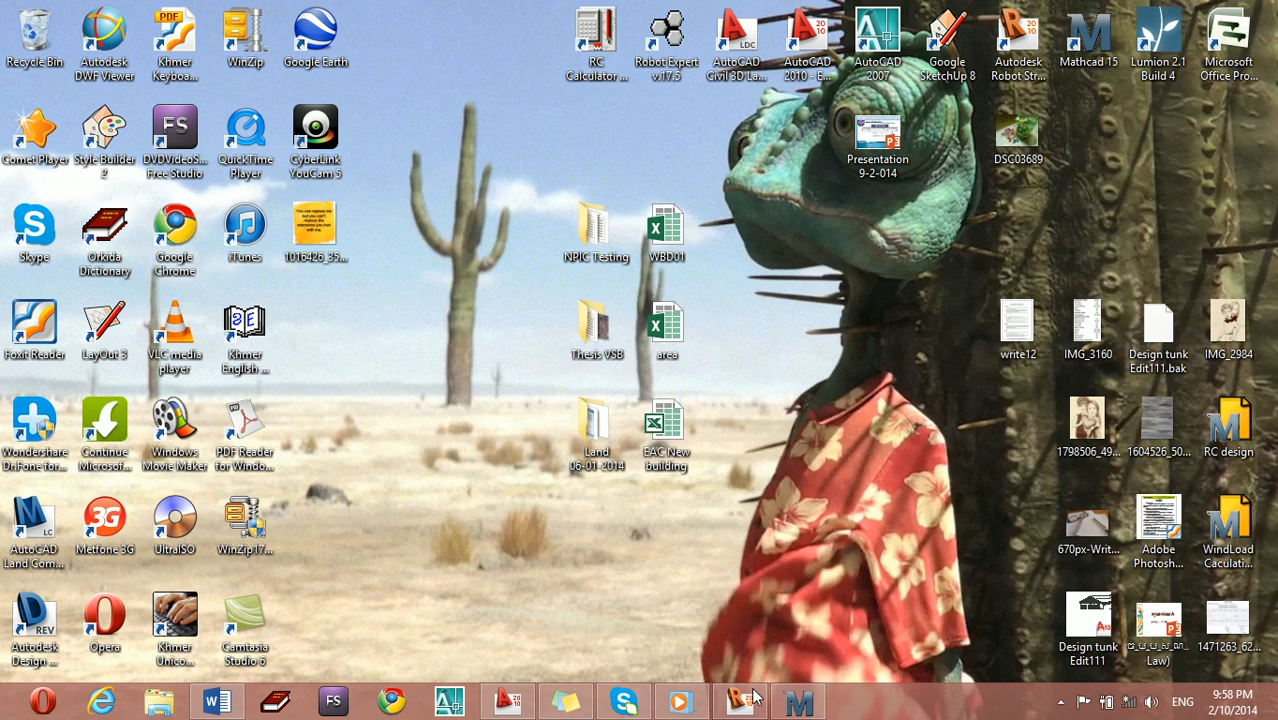 Recycle Bin
Autodesk
DWF Viewer
Khmer
Keyboa...
WinZip
Google Earth
RC
Calculator ...
Robot Expert
v.17.5
AutoCAD
Civil 3D La...
AutoCAD
2010 - E...
AutoCAD
2007
Google
SketchUp 8
Autodesk
Robot Str...
Mathcad 15
Lumion 2.1
Build 4
Microsoft
Office Pro...
Comet Player
Style Builder
2
DVDVideoS...
Free Studio
QuickTime
Player
CyberLink
YouCam 5
Presentation
9-2-014
DSC03689
Skype
Orkida
Dictionary
Google
Chrome
iTunes
1016426_35...
NPIC Testing
WBD01
Foxit Reader
LayOut 3
VLC media
player
Khmer
English ...
Thesis VSB
area
write12
IMG_3160
Design tunk
Edit111.bak
IMG_2984
Wondershare
Dr.Fone for...
Continue
Microsof...
Windows
Movie Maker
PDF Reader
for Windo...
Land
06-01-2014
EAC New
building
1798506_49...
1604526_50...
RC design
AutoCAD
Land Com...
Metfone 3G
UltraISO
WinZip17...
670px-Writ...
Adobe
Photosh...
WindLoad
Caculati...
Autodesk
Design ...
Opera
Khmer
Unico...
Camtasia
Studio 6
Design tunk
Edit111
Law)
1471263_62...
ENG
9:58 PM
2/10/2014